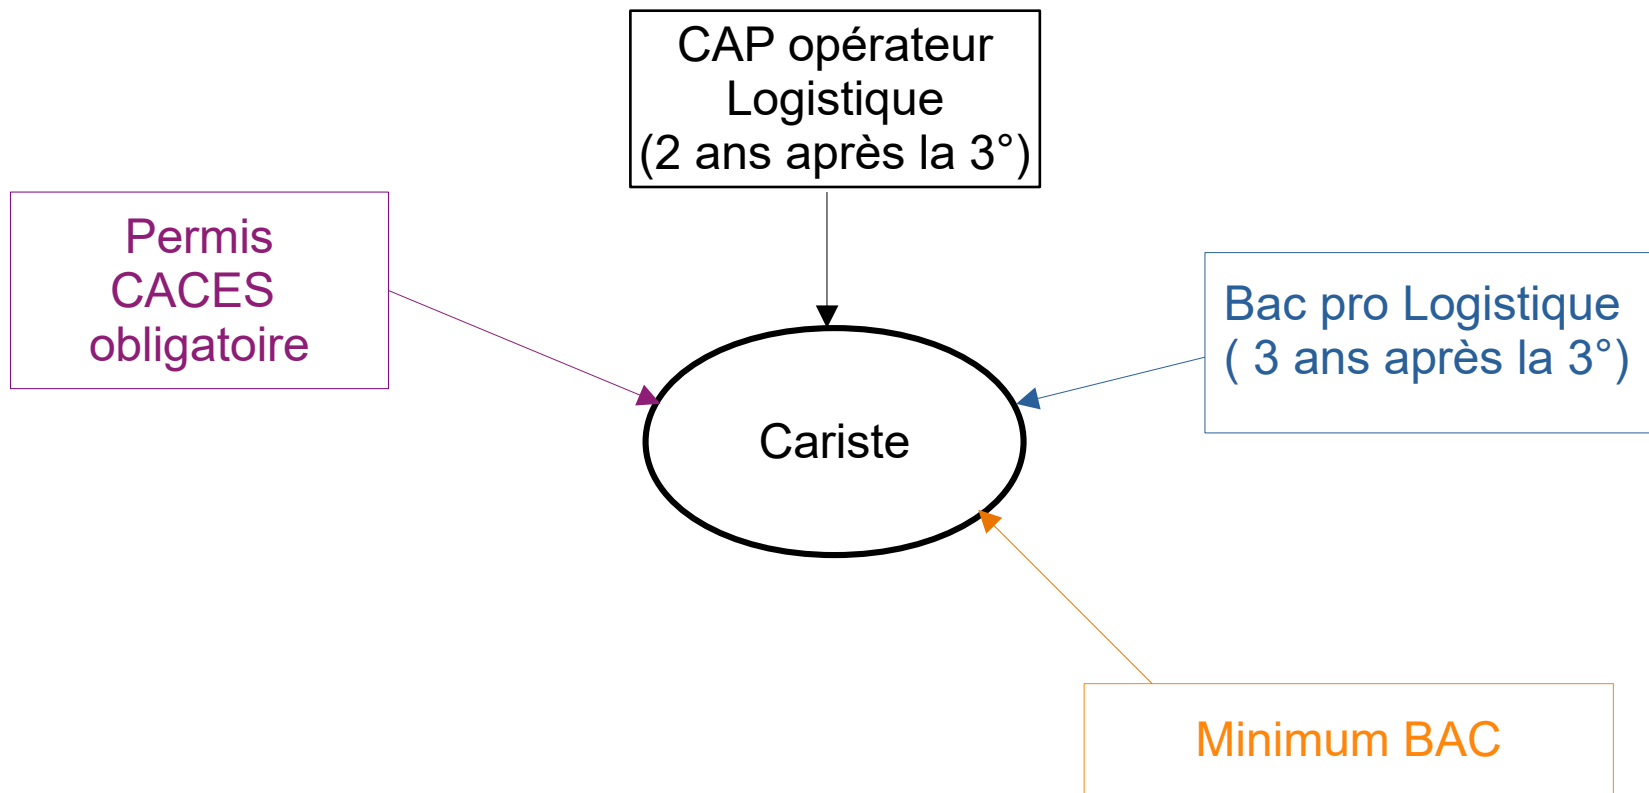 CAP opérateur
Logistique
(2 ans après la 3°)
Permis
CACES
obligatoire
Bac pro Logistique
( 3 ans après la 3°)
Cariste
Minimum BAC